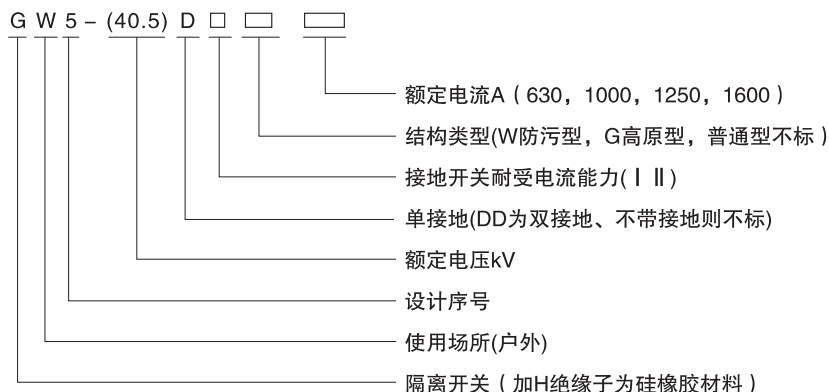 G W 5 - (40.5) D □ □ □
额定电流A（630，1000，1250，1600）
结构类型(W防污型，G高原型，普通型不标）
接地开关耐受电流能力(Ⅰ Ⅱ)
单接地(DD为双接地、不带接地则不标)
额定电压kV
设计序号
使用场所(户外)
隔离开关（加H绝缘子为硅橡胶材料）